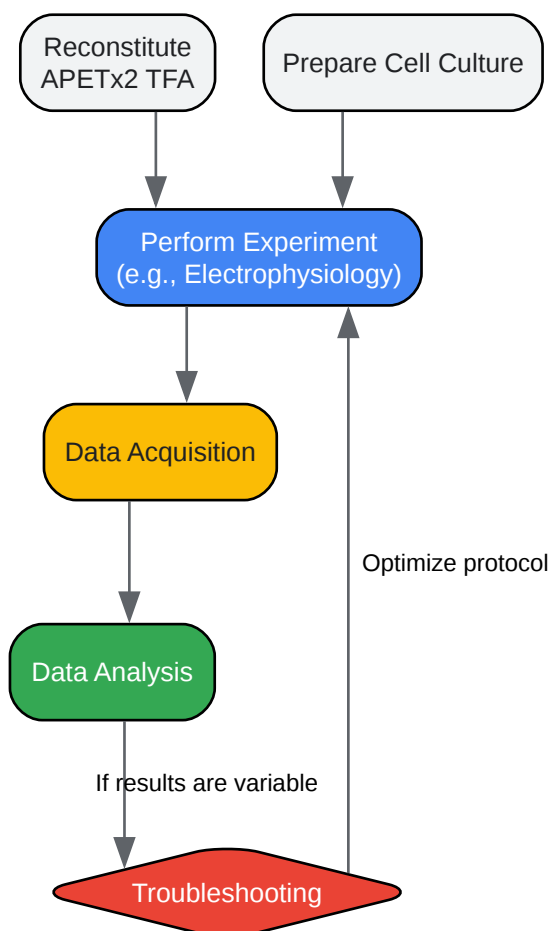 Reconstitute
APETx2 TFA
Prepare Cell Culture
Perform Experiment
(e.g., Electrophysiology)
Data Acquisition
Optimize protocol
Data Analysis
If results are variable
Troubleshooting